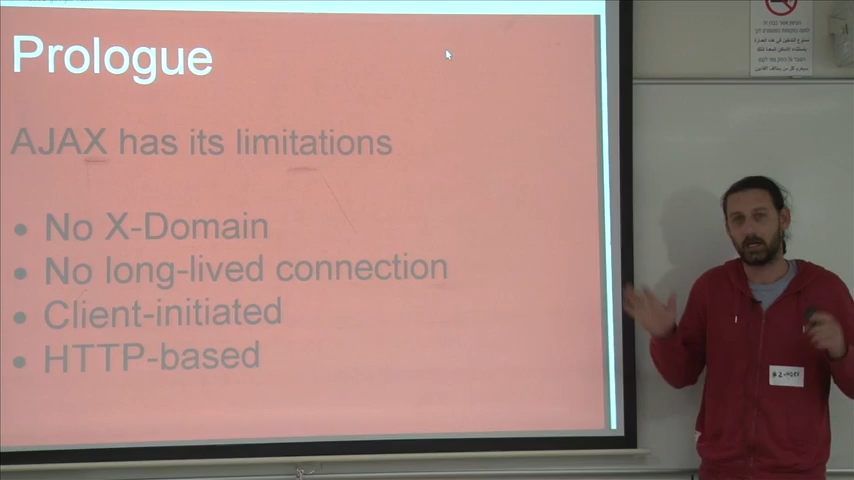 Prologue
AJAX has its limitations
• No X-Domain
• No long-lived connection
• Client-initiated
• HTTP-based